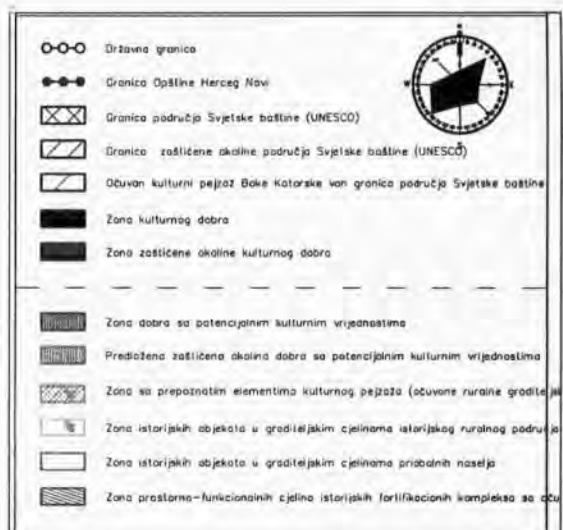 Državna granica
Granica Opštine Herceg Novi
Granica područja Svjetske baštine (UNESCO)
Granica zaštićene okoline područja Svjetske baštine (UNESCO)
Očuvan kulturni pejzaž Boke Kotorske van granica područja Svjetske baštine
Zona kulturnog dobra
Zona zaštićene okoline kulturnog dobra
Zona dobra sa potencijalnim kulturnim vrijednostima
Predložena zaštićena okolina dobra sa potencijalnim kulturnim vrijednostima
Zona sa prepoznatim elementima kulturnog pejzaža (očuvane ruralne graditeljsk
Zona istorijskih objekata u graditeljskim cjelinama istorijskog ruralnog područja
Zona istorijskih objekata u graditeljskim cjelinama priobalnih naselja
Zona prostorno-funkcionalnih cjelina istorijskih fortifikacionih kompleksa sa oču